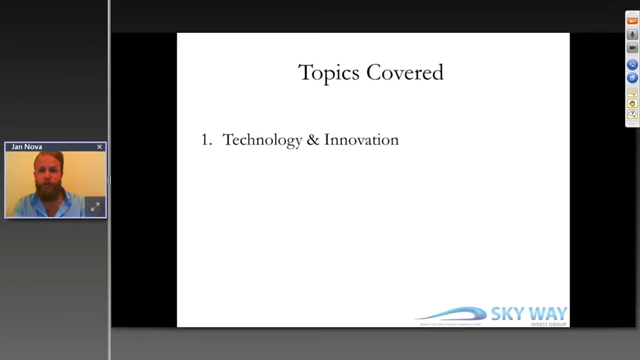 Topics Covered
Jan Nova
1. Technology & Innovation
SKY WAY
INVEST GROUP